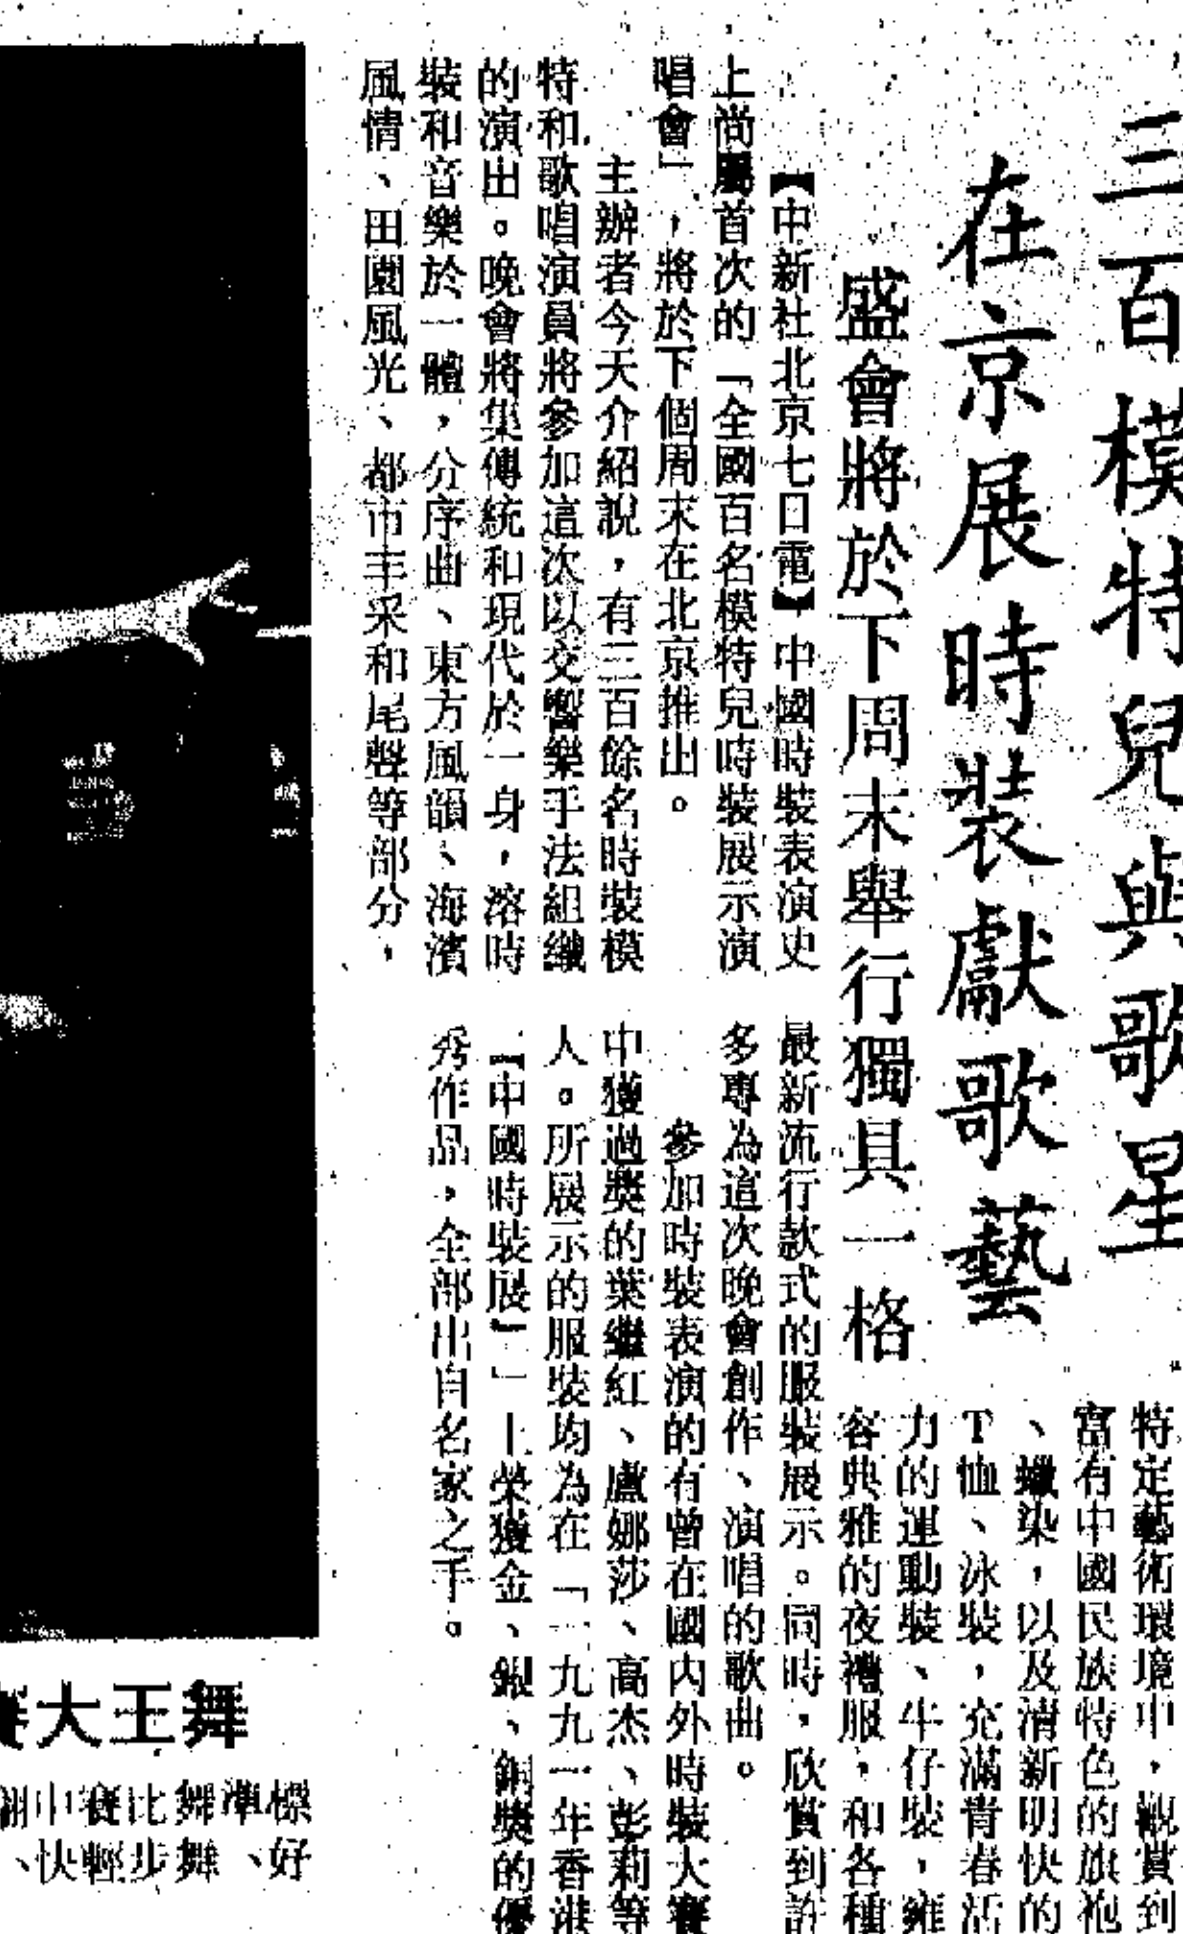 三百模特兒與歌星
在京展時裝獻歌藝
盛會將於下周末舉行獨具一格
【中新社北京七日電】中國時裝表演史
上尚屬首次的「全國百名模特兒時裝展示演
唱會」，將於下個周末在北京推出。
主辦者今天介紹說，有三百餘名時裝模
特和歌唱演員將參加這次以交響樂手法組織
的演出。晚會將集傳統和現代於一身，溶時
裝和音樂於一體，分序曲、東方風韻、海濱
風情、田園風光、都市丰采和尾聲等部分，
特定藝術環境中，觀賞到
富有中國民族特色的旗袍
、蠟染，以及清新明快的
T恤、泳裝，充滿青春活
力的運動裝、牛仔裝，雍
容典雅的夜禮服，和各種
最新流行款式的服裝展示。同時，欣賞到許
多專為這次晚會創作、演唱的歌曲。
參加時裝表演的有曾在國內外時裝大賽
中獲過獎的葉繼紅、盧娜莎、高杰、彭莉等
人。所展示的服裝均為在「一九九一年香港
『中國時裝展』」上榮獲金、銀、銅獎的優
秀作品，全部出自名家之手。
舞王大賽
標準舞比賽中翩
好、舞步輕快、